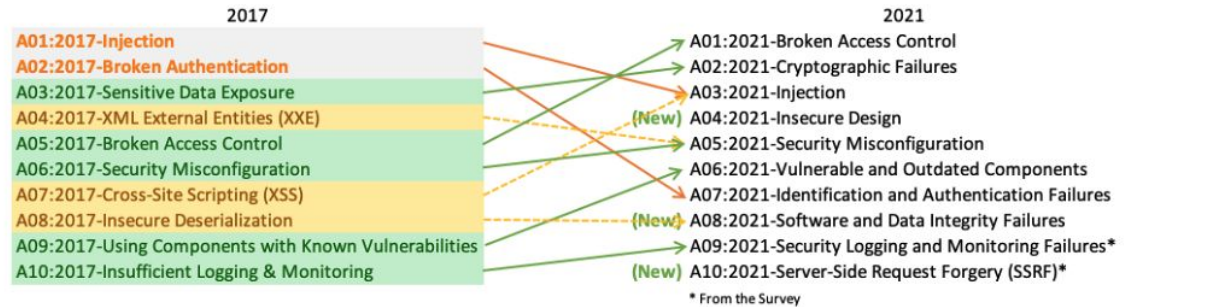 2017
2021
A01:2017-Injection
A02:2017-Broken Authentication
A03:2017-Sensitive Data Exposure
A04:2017-XML External Entities (XXE)
A05:2017-Broken Access Control
A06:2017-Security Misconfiguration
A07:2017-Cross-Site Scripting (XSS)
A08:2017-Insecure Deserialization
A09:2017-Using Components with Known Vulnerabilities
A10:2017-Insufficient Logging & Monitoring
A01:2021-Broken Access Control
A02:2021-Cryptographic Failures
A03:2021-Injection
(New) A04:2021-Insecure Design
A05:2021-Security Misconfiguration
A06:2021-Vulnerable and Outdated Components
A07:2021-Identification and Authentication Failures
(New) A08:2021-Software and Data Integrity Failures
A09:2021-Security Logging and Monitoring Failures*
(New) A10:2021-Server-Side Request Forgery (SSRF)*
* From the Survey